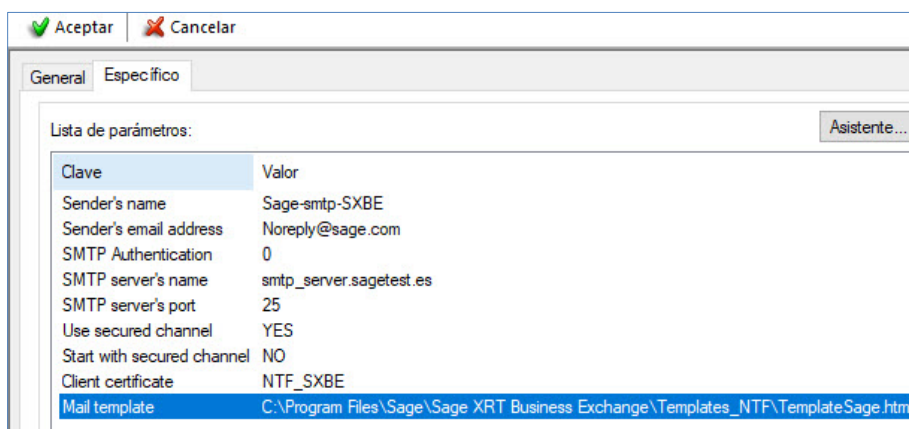 Aceptar Cancelar
General Específico
Lista de parámetros: Asistente...
Clave Valor
Sender's name Sage-smtp-SXBE
Sender's email address Noreply@sage.com
SMTP Authentication 0
SMTP server's name smtp_server.sagetest.es
SMTP server's port 25
Use secured channel YES
Start with secured channel NO
Client certificate NTF_SXBE
Mail template C:\Program Files\Sage\Sage XRT Business Exchange\Templates_NTF\TemplateSage.htm